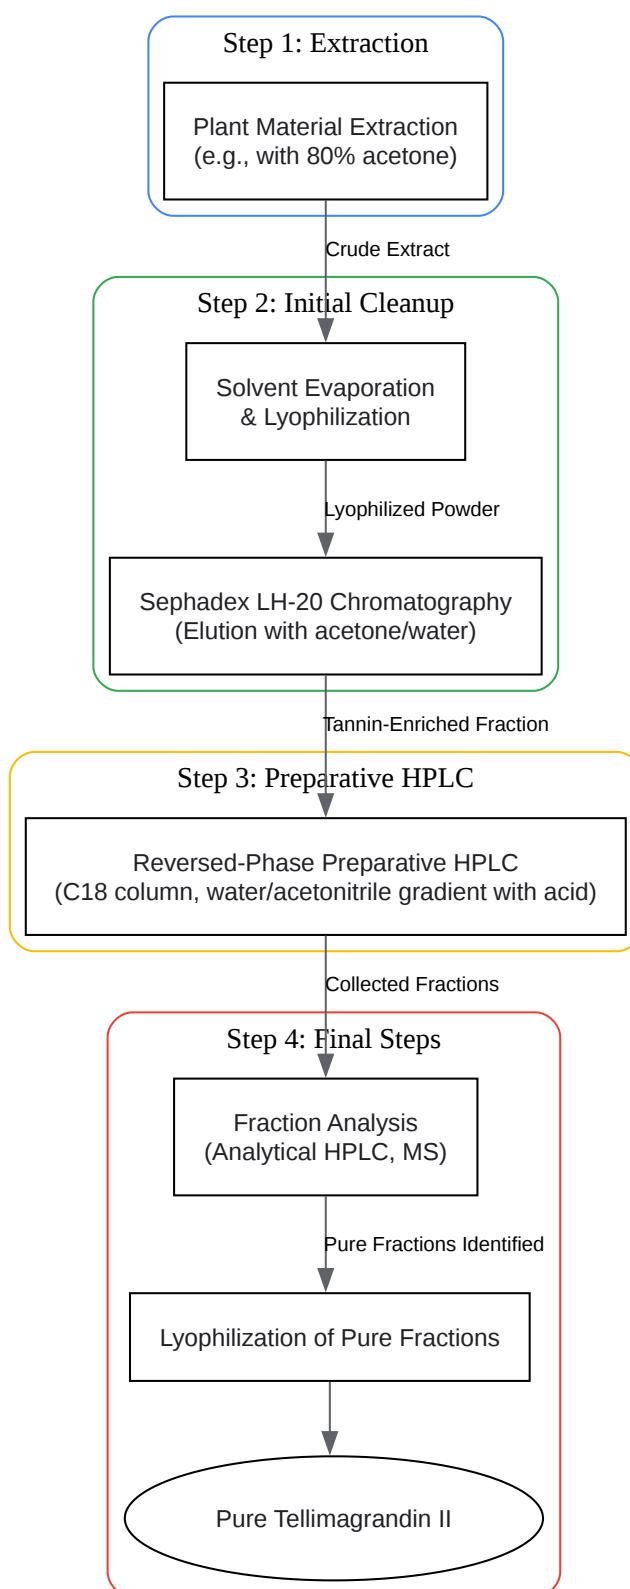 Step 1: Extraction
Plant Material Extraction
(e.g., with 80% acetone)
Crude Extract
Step 2: Initial Cleanup
Solvent Evaporation
& Lyophilization
Lyophilized Powder
Sephadex LH-20 Chromatography
(Elution with acetone/water)
Tannin-Enriched Fraction
Step 3: Preparative HPLC
Reversed-Phase Preparative HPLC
(C18 column, water/acetonitrile gradient with acid)
Collected Fractions
Step 4: Final Steps
Fraction Analysis
(Analytical HPLC, MS)
Pure Fractions Identified
Lyophilization of Pure Fractions
Pure Tellimagrandin II